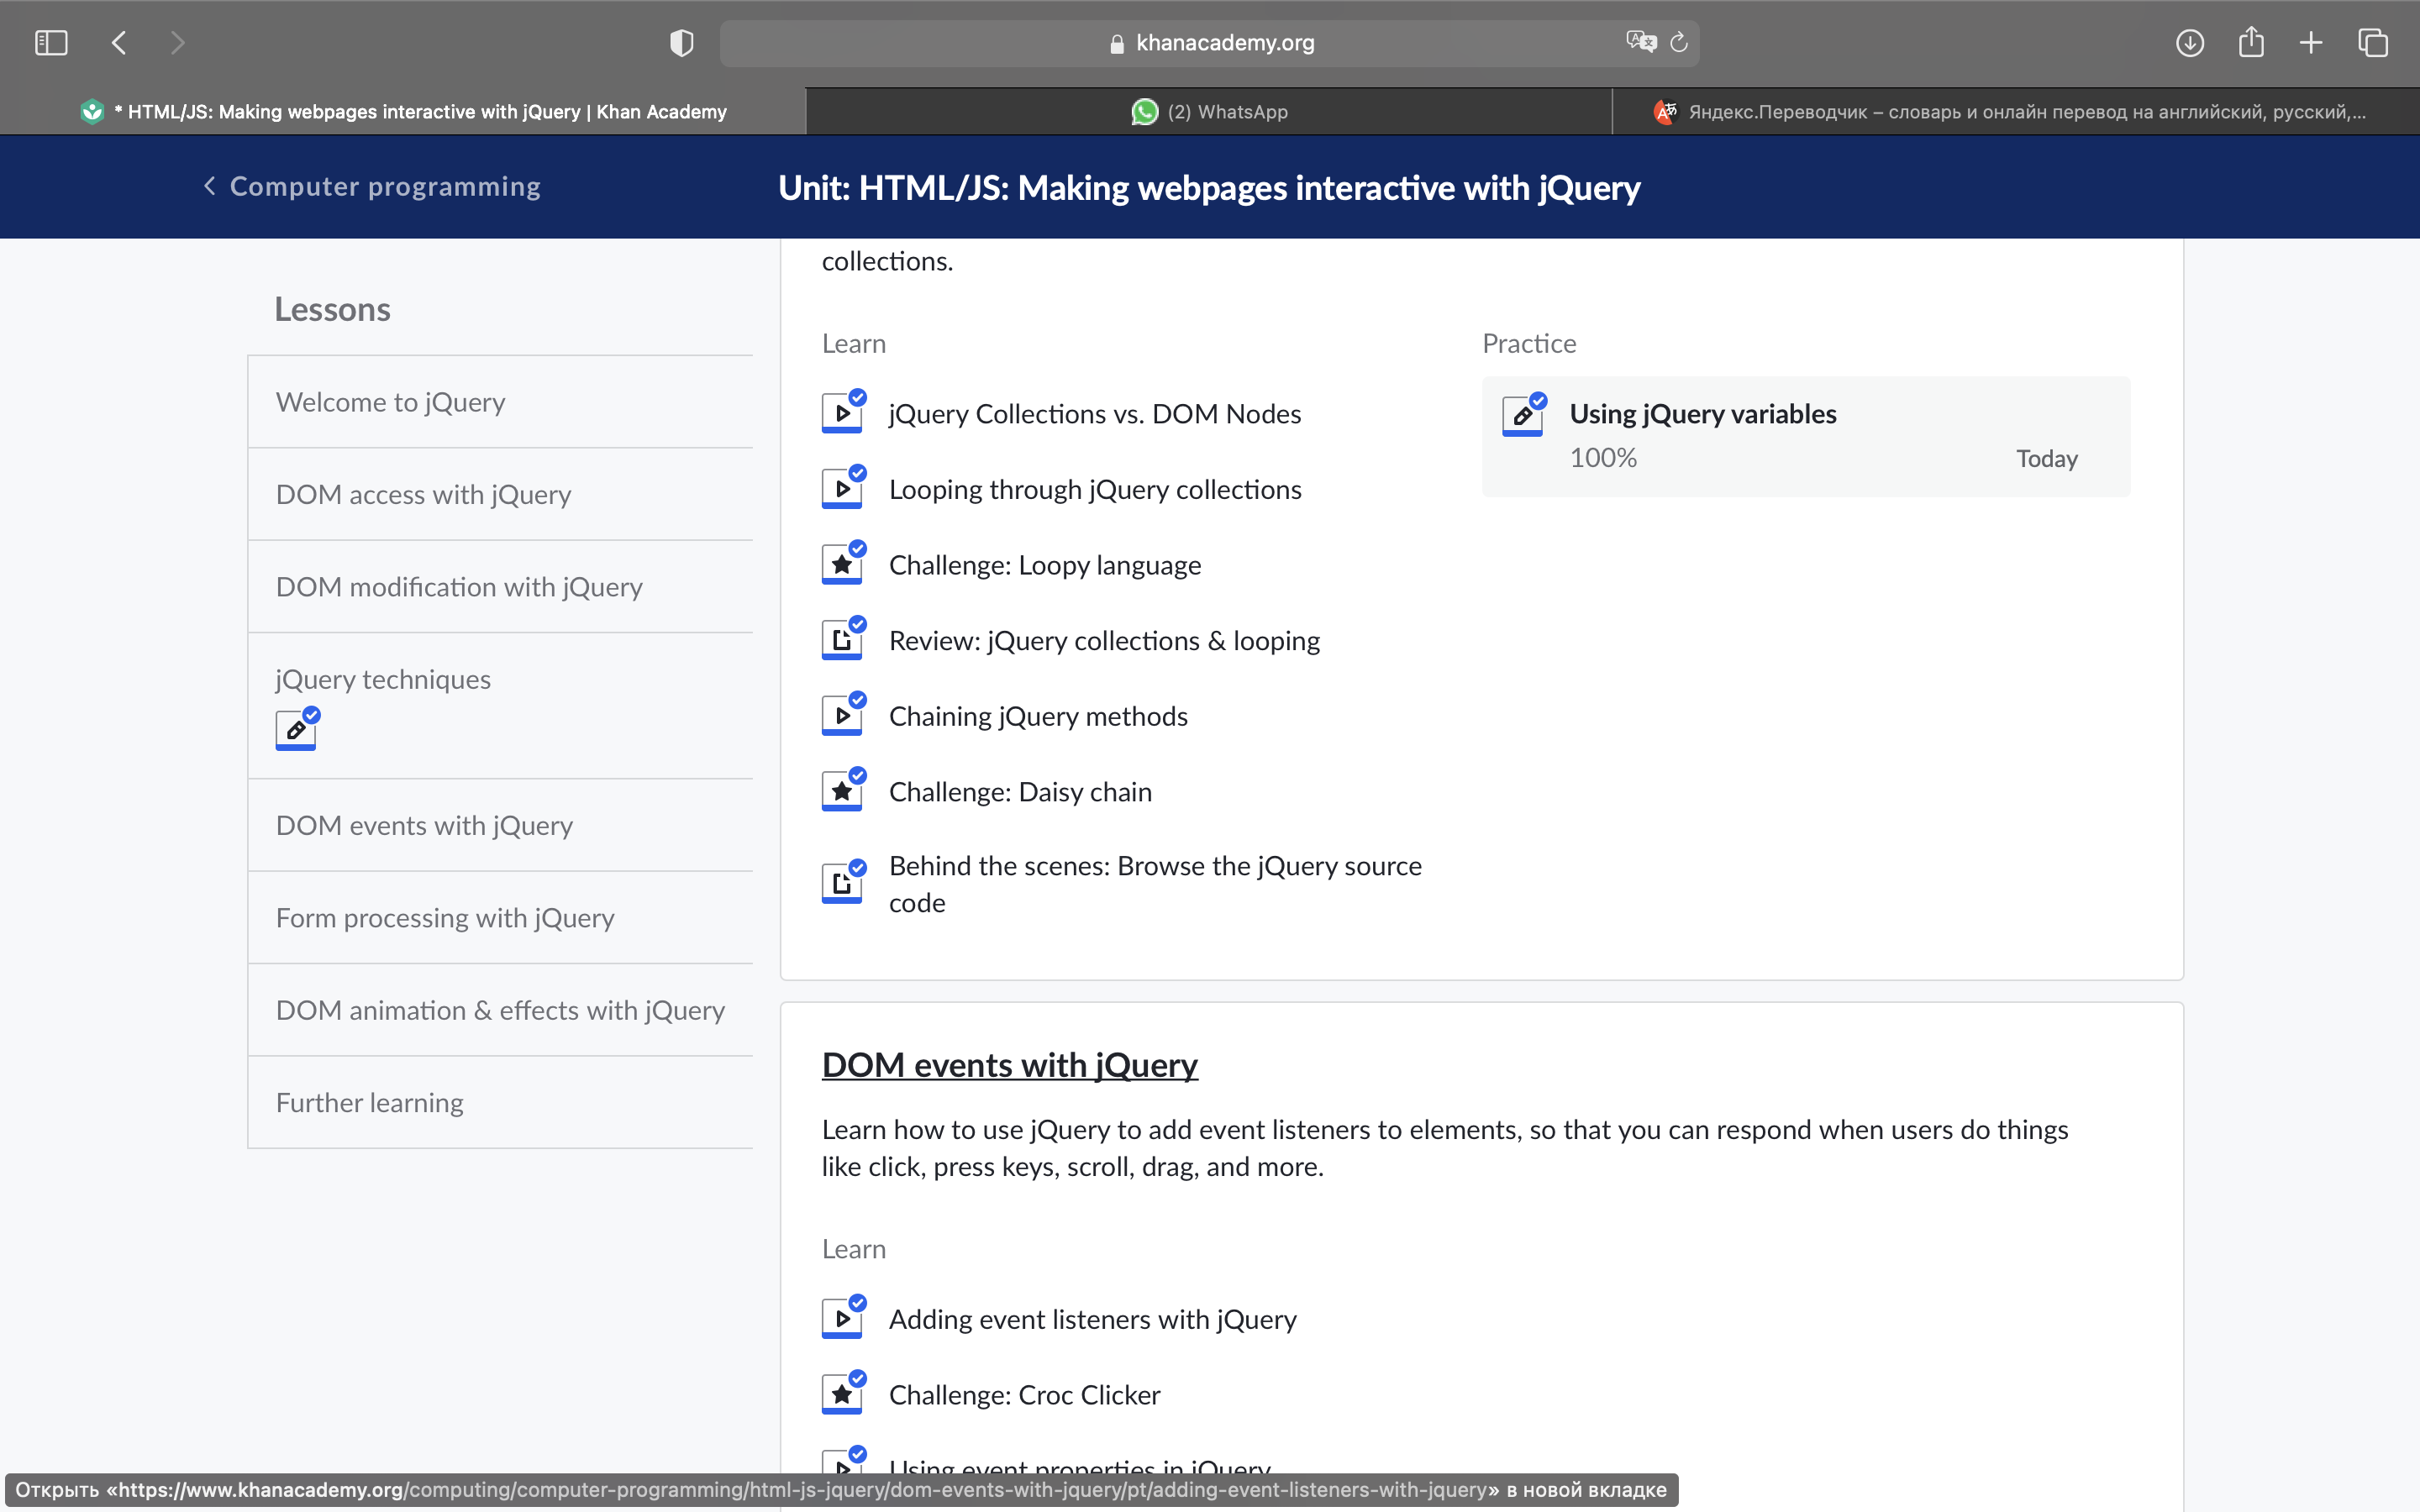 khanacademy.org
* HTML/JS: Making webpages interactive with jQuery | Khan Academy
(2) WhatsApp
Яндекс.Переводчик – словарь и онлайн перевод на английский, русский,...
Computer programming
Unit: HTML/JS: Making webpages interactive with jQuery
Lessons
Welcome to jQuery
DOM access with jQuery
DOM modification with jQuery
jQuery techniques
DOM events with jQuery
Form processing with jQuery
DOM animation & effects with jQuery
Further learning
collections.
Learn
jQuery Collections vs. DOM Nodes
Looping through jQuery collections
Challenge: Loopy language
Review: jQuery collections & looping
Chaining jQuery methods
Challenge: Daisy chain
Behind the scenes: Browse the jQuery source
code
Practice
Using jQuery variables
100%
Today
DOM events with jQuery
Learn how to use jQuery to add event listeners to elements, so that you can respond when users do things
like click, press keys, scroll, drag, and more.
Learn
Adding event listeners with jQuery
Challenge: Croc Clicker
Using event properties in jQuery
Открыть «https://www.khanacademy.org/computing/computer-programming/html-js-jquery/dom-events-with-jquery/pt/adding-event-listeners-with-jquery» в новой вкладке